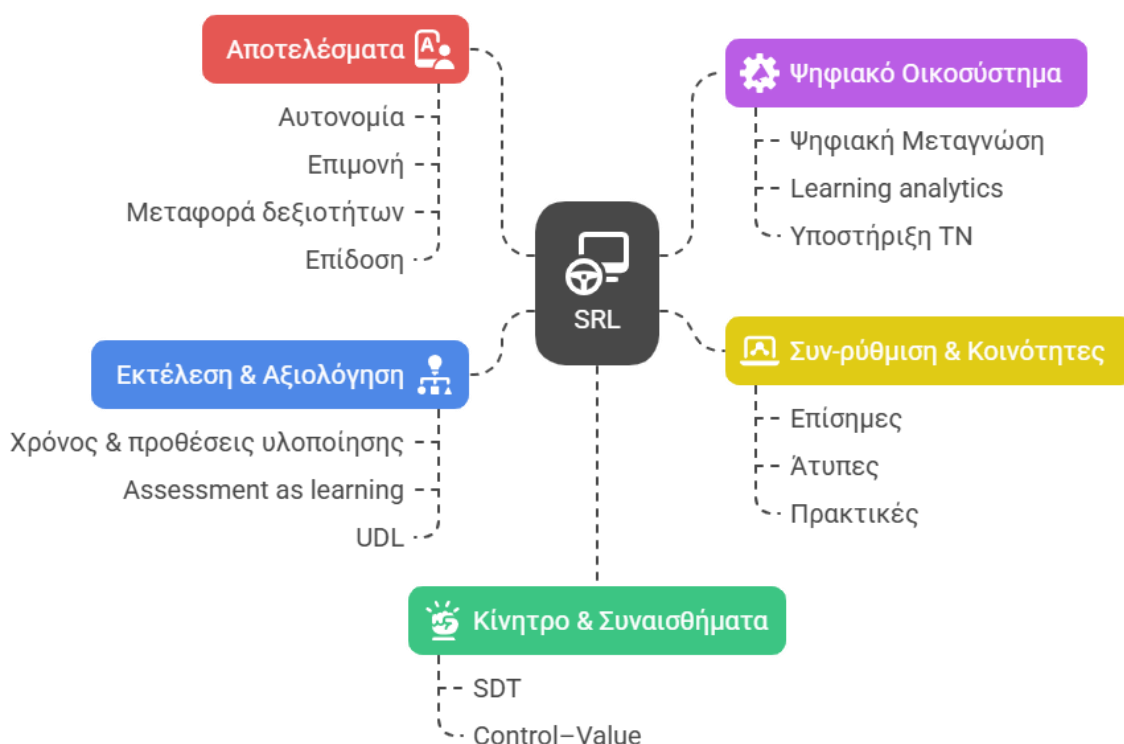 Αποτελέσματα
Αυτονομία
Επιμονή
Μεταφορά δεξιοτήτων
Επίδοση
Ψηφιακό Οικοσύστημα
Ψηφιακή Μεταγνώση
Learning analytics
Υποστήριξη ΤΝ
SRL
Εκτέλεση & Αξιολόγηση
Χρόνος & προθέσεις υλοποίησης
Assessment as learning
UDL
Συν-ρύθμιση & Κοινότητες
Επίσημες
Άτυπες
Πρακτικές
Κίνητρο & Συναισθήματα
SDT
Control–Value